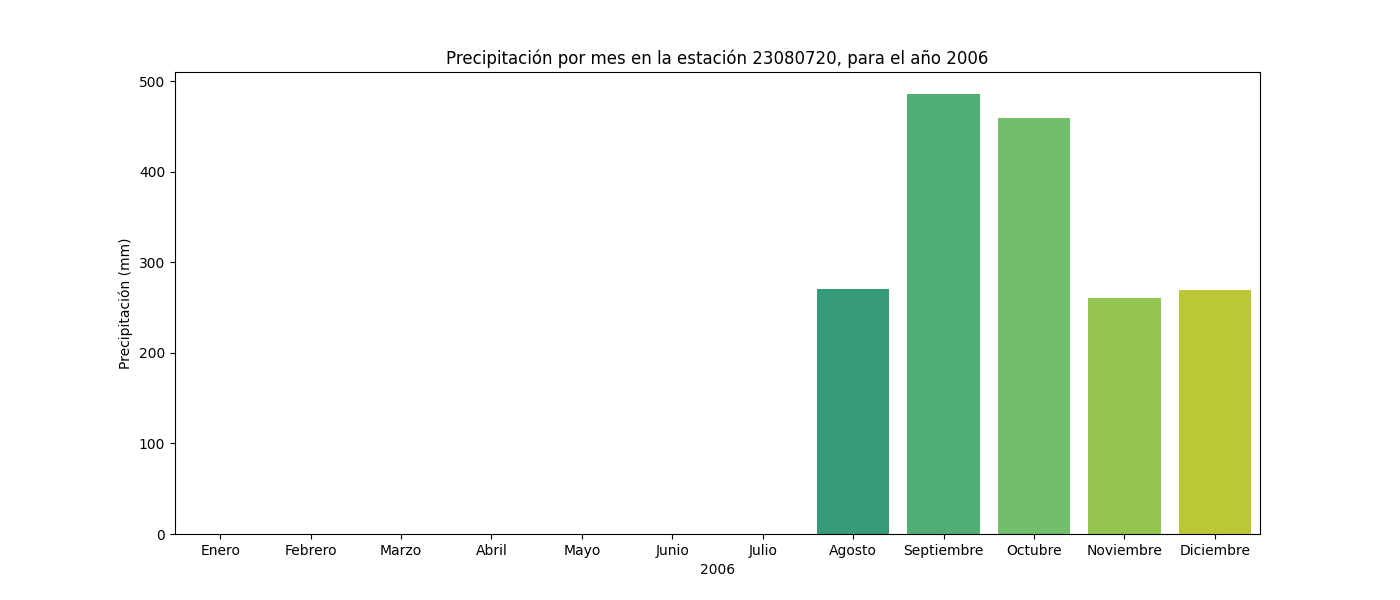 Precipitación por mes en la estación 23080720, para el año 2006
Precipitación (mm)
500
400
300
200
100
0
Enero Febrero Marzo Abril Mayo Junio Julio Agosto Septiembre Octubre Noviembre Diciembre
2006